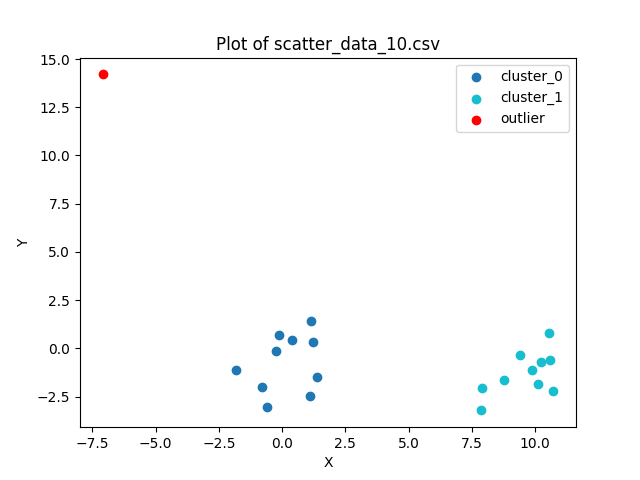 Plot of scatter_data_10.csv
cluster_0
cluster_1
outlier
15.0
12.5
10.0
7.5
5.0
2.5
0.0
−2.5
Y
−7.5 −5.0 −2.5 0.0 2.5 5.0 7.5 10.0
X